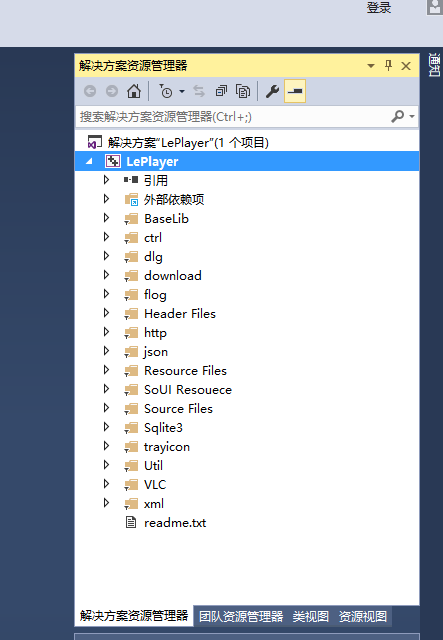 登录
解决方案资源管理器
通知
搜索解决方案资源管理器(Ctrl+;)
解决方案"LePlayer"(1 个项目)
LePlayer
引用
外部依赖项
BaseLib
ctrl
dlg
download
flog
Header Files
http
json
Resource Files
SoUI Resouece
Source Files
Sqlite3
trayicon
Util
VLC
xml
readme.txt
解决方案资源管理器 团队资源管理器 类视图 资源视图